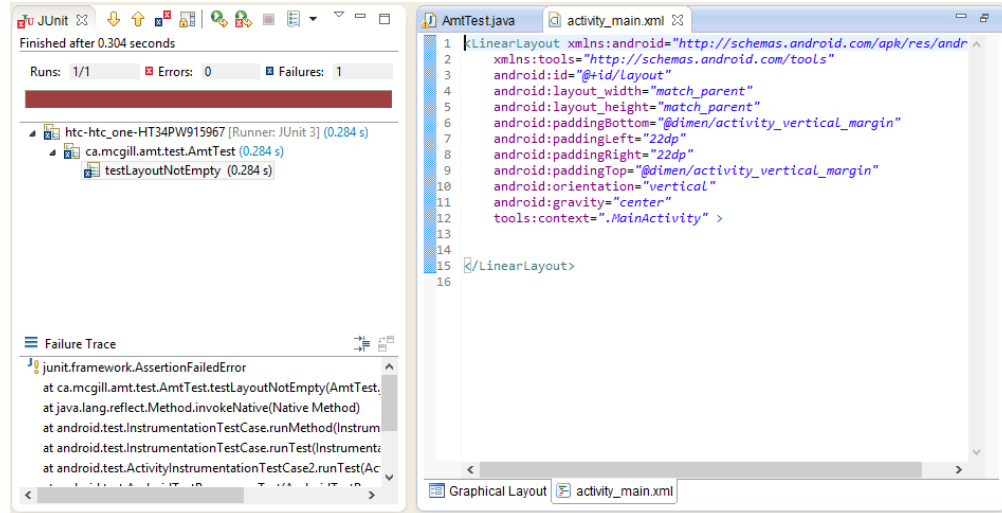 JUnit
Finished after 0.304 seconds
Runs: 1/1 Errors: 0 Failures: 1
htc-htc_one-HT34PW915967 [Runner: JUnit 3] (0.284 s)
ca.mcgill.amt.test.AmtTest (0.284 s)
testLayoutNotEmpty (0.284 s)
Failure Trace
junit.framework.AssertionFailedError
at ca.mcgill.amt.test.AmtTest.testLayoutNotEmpty(AmtTest.
at java.lang.reflect.Method.invokeNative(Native Method)
at android.test.InstrumentationTestCase.runMethod(Instrum
at android.test.InstrumentationTestCase.runTest(Instrumenta
at android.test.ActivityInstrumentationTestCase2.runTest(Ac
AmtTest.java activity_main.xml
1 <LinearLayout xmlns:android="http://schemas.android.com/apk/res/andr
2 xmlns:tools="http://schemas.android.com/tools"
3 android:id="@+id/layout"
4 android:layout_width="match_parent"
5 android:layout_height="match_parent"
6 android:paddingBottom="@dimen/activity_vertical_margin"
7 android:paddingLeft="22dp"
8 android:paddingRight="22dp"
9 android:paddingTop="@dimen/activity_vertical_margin"
10 android:orientation="vertical"
11 android:gravity="center"
12 tools:context=".MainActivity" >
13
14
15 </LinearLayout>
16
Graphical Layout activity_main.xml